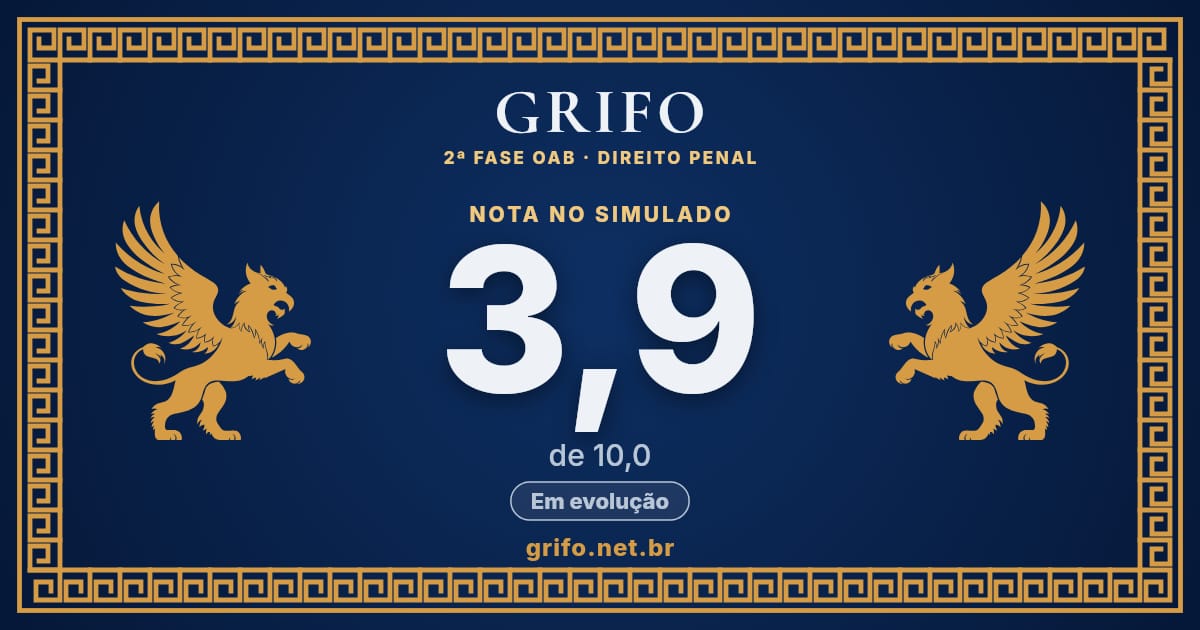 GRIFO
2ª FASE OAB · DIREITO PENAL
NOTA NO SIMULADO
3,9
de 10,0
Em evolução
grifo.net.br